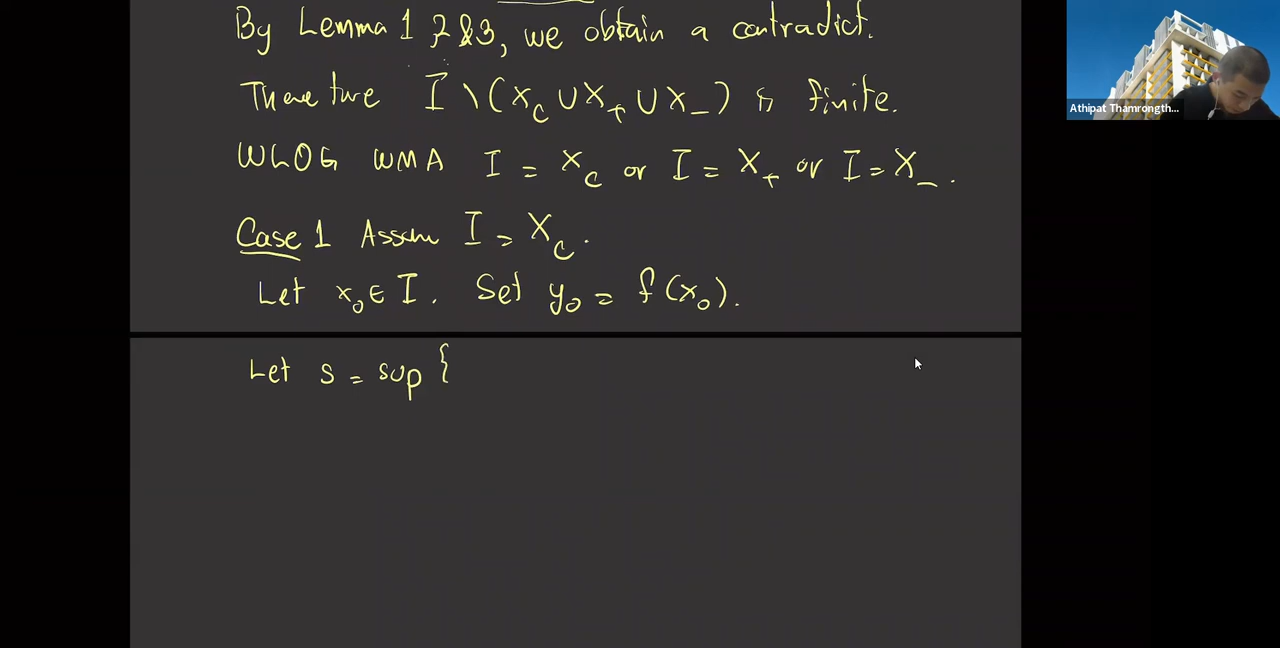 By Lemma 1, 2 & 3, we obtain a contradict.
Therefore I \ (X_c ∪ X_+ ∪ X_-) is finite.
WLOG WMA I = X_c or I = X_+ or I = X_-.
Case 1 Assume I = X_c.
Let x_0 ∈ I. Set y_0 = f(x_0).
Let s = sup {
Athipat Thamrongth...